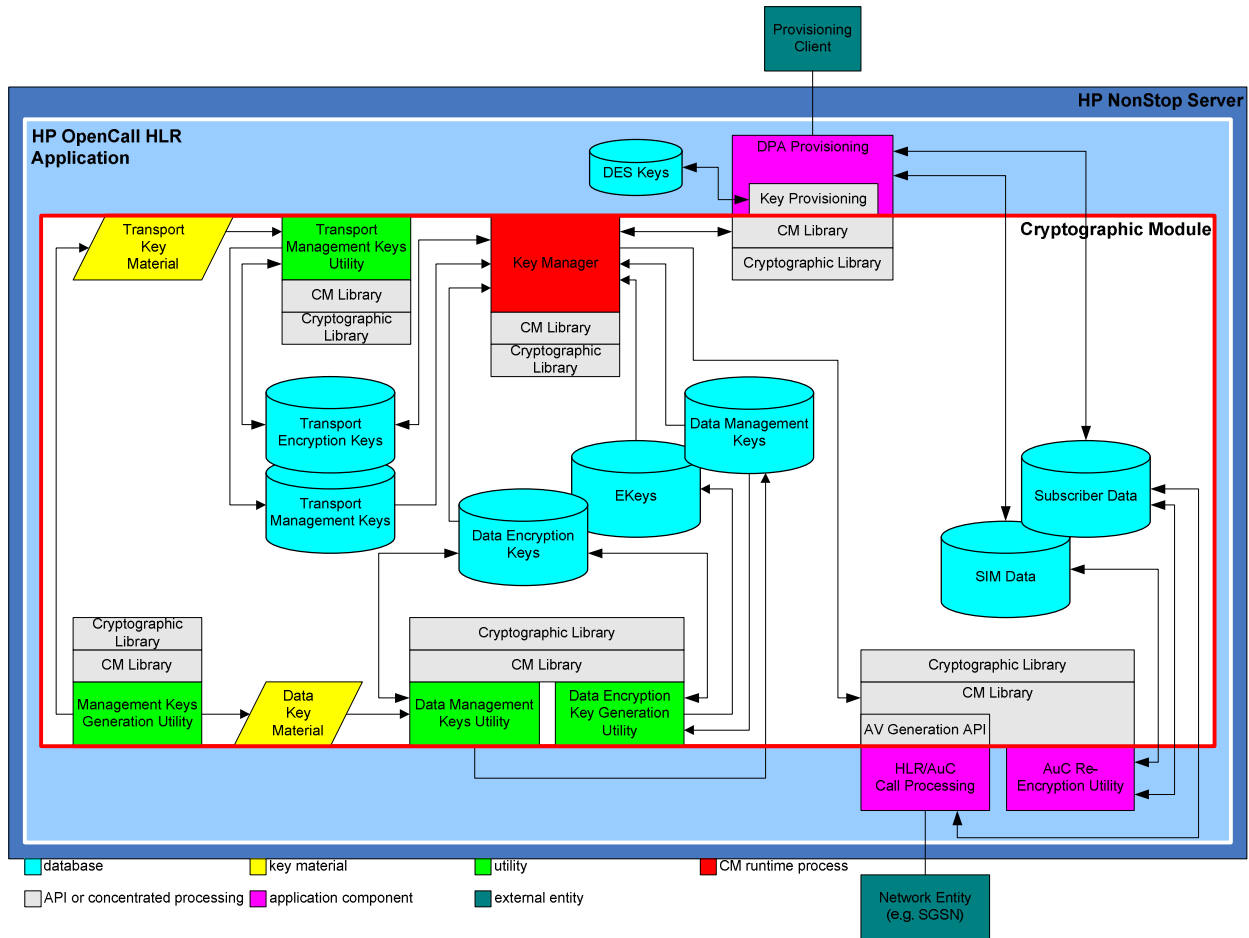 Provisioning
Client
HP NonStop Server
HP OpenCall HLR
Application
DES Keys
DPA Provisioning
Key Provisioning
CM Library
Cryptographic Library
Cryptographic Module
Transport
Key
Material
Transport
Management Keys
Utility
CM Library
Cryptographic
Library
Key Manager
CM Library
Cryptographic
Library
Transport
Encryption Keys
Transport
Management Keys
Data Management
Keys
EKeys
Data Encryption
Keys
Subscriber Data
SIM Data
Cryptographic
Library
CM Library
Management Keys
Generation Utility
Data
Key
Material
Cryptographic Library
CM Library
Data Management
Keys Utility
Data Encryption
Key Generation
Utility
Cryptographic Library
CM Library
AV Generation API
HLR/AuC
Call Processing
AuC Re-
Encryption Utility
database
key material
utility
CM runtime process
API or concentrated processing
application component
external entity
Network Entity
(e.g. SGSN)